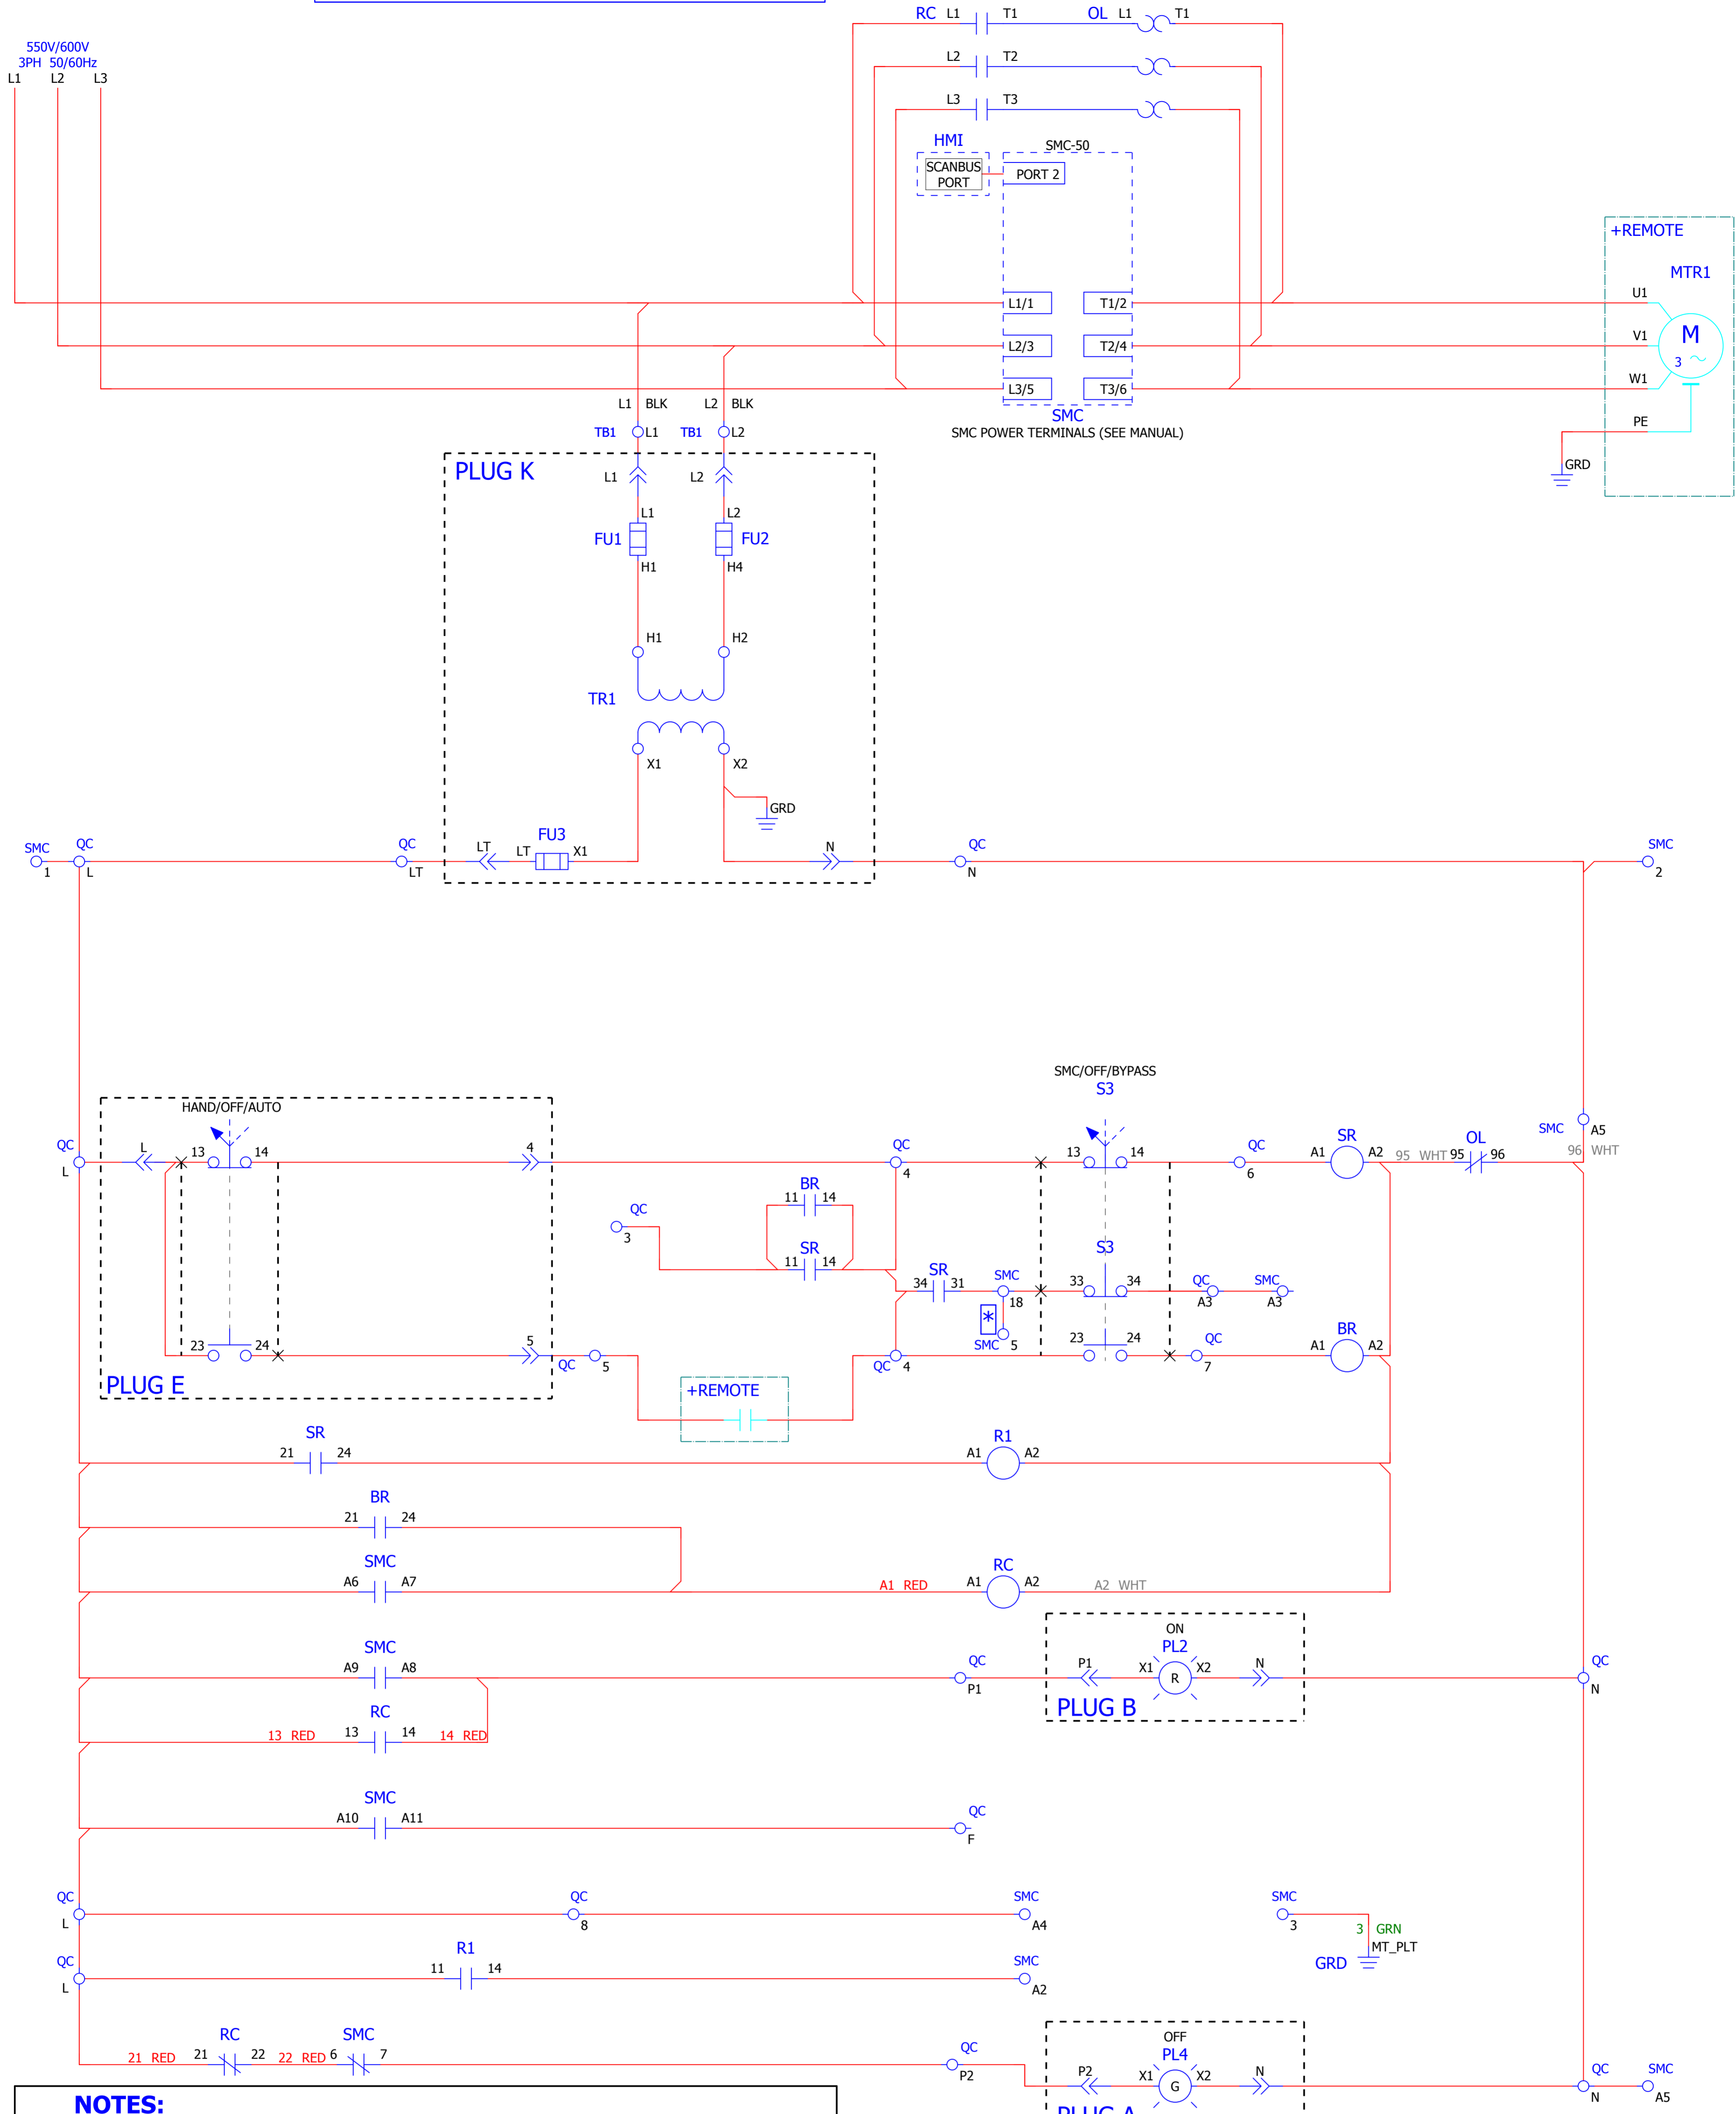 RC L1 T1 OL L1 T1
550V/600V
3PH 50/60Hz
L1 L2 L3
L2 T2
L3 T3
HMI SMC-50
SCANBUS
PORT
PORT 2
+REMOTE
MTR1
L1/1 T1/2 U1
L2/3 T2/4 V1
M
3
L3/5 T3/6 W1
SMC
SMC POWER TERMINALS (SEE MANUAL)
PE
GRD
L1 BLK L2 BLK
TB1 L1 TB1 L2
PLUG K
L1 L2
L1 L2
FU1 FU2
H1 H4
H1 H2
TR1
X1 X2
GRD
SMC QC QC FU3 QC SMC
LT LT X1 N
1 L LT N 2
SMC/OFF/BYPASS
S3
HAND/OFF/AUTO
SMC A5
QC L 13 14 4 QC 13 14 QC SR A1 A2 95 WHT 95 OL 96 96 WHT
L 4 6
BR
11 14
QC
3
SR
11 14
S3
SR
34 31 SMC 33 34 QC SMC
18 A3 A3
*
SMC 5
23 24 5 QC 5 QC 4 23 24 QC 7 BR A1 A2
PLUG E
+REMOTE
SR
21 24
R1
A1 A2
BR
21 24
SMC
A6 A7
RC
A1 RED A1 A2 A2 WHT
ON
SMC
A9 A8
QC
P1
P1 PL2 X1 R X2 N
QC
N
PLUG B
RC
13 RED 13 14 14 RED
SMC
A10 A11
QC
F
QC QC SMC SMC
L 8 A4 3
3 GRN
MT_PLT
GRD
QC R1 SMC
11 14
L A2
OFF
RC SMC
21 RED 21 22 22 RED 6 7
QC
P2
P2 PL4 X1 G X2 N
QC SMC
N A5
PLUG A
NOTES: